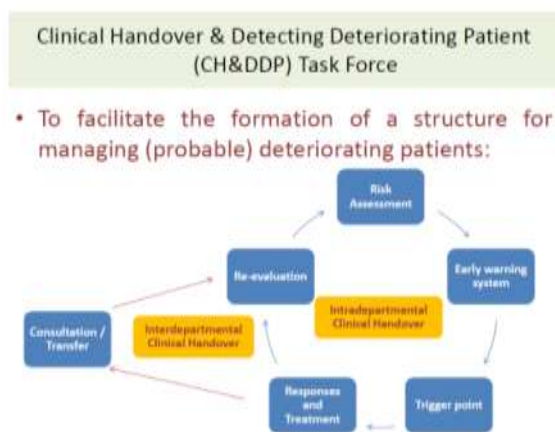 Clinical Handover & Detecting Deteriorating Patient
(CH&DDP) Task Force
• To facilitate the formation of a structure for
managing (probable) deteriorating patients:
Risk
Assessment
Re-evaluation
Early warning
system
Intradepartmental
Clinical Handover
Consultation /
Transfer
Interdepartmental
Clinical Handover
Responses
and
Treatment
Trigger point